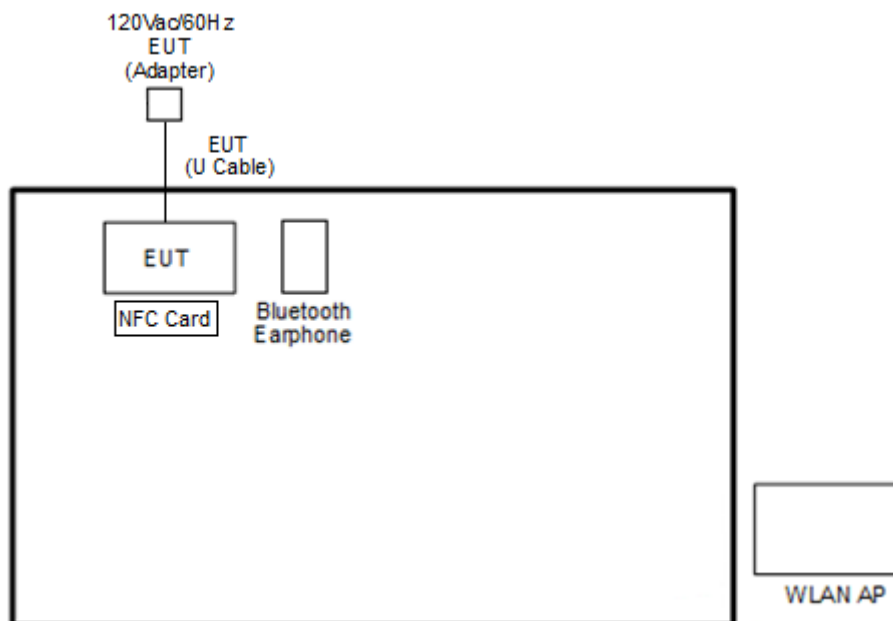 120Vac/60Hz
EUT
(Adapter)
EUT
(U Cable)
EUT
NFC Card
Bluetooth
Earphone
WLAN AP